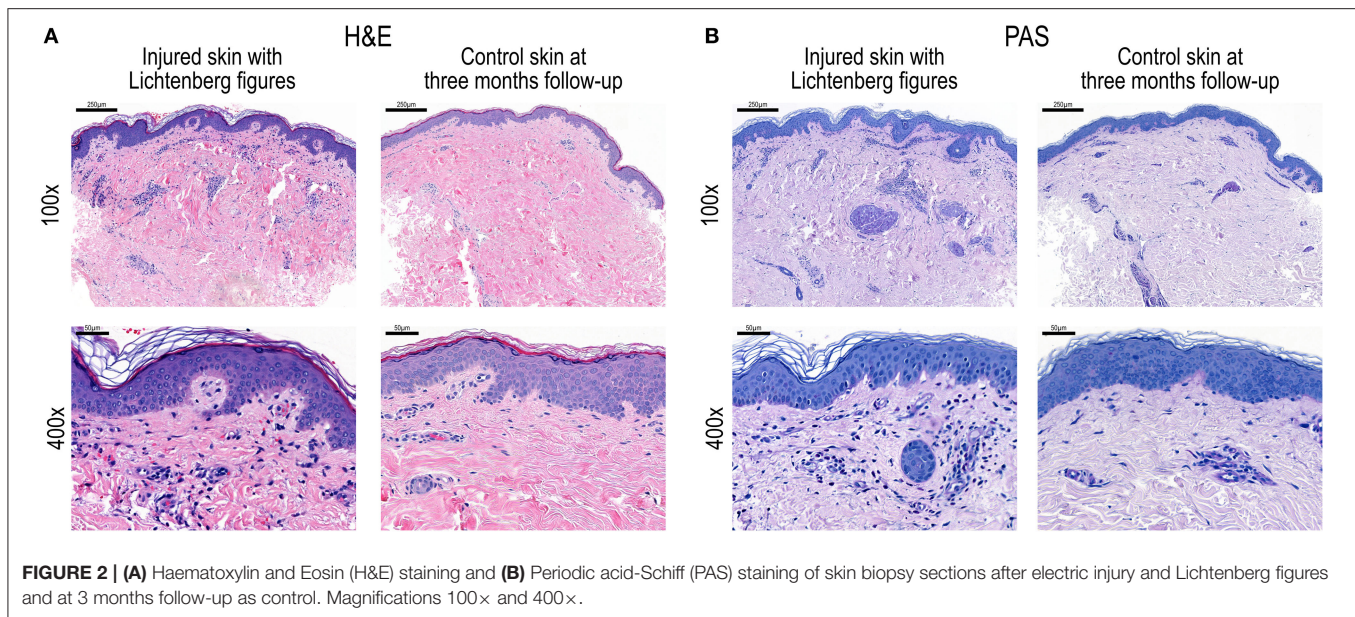 A
H&E
Injured skin with
Lichtenberg figures
Control skin at
three months follow-up
B
PAS
Injured skin with
Lichtenberg figures
Control skin at
three months follow-up
100x
250µm
250µm
100x
250µm
250µm
400x
50µm
50µm
400x
50µm
50µm
FIGURE 2 | (A) Haematoxylin and Eosin (H&E) staining and (B) Periodic acid-Schiff (PAS) staining of skin biopsy sections after electric injury and Lichtenberg figures
and at 3 months follow-up as control. Magnifications 100× and 400×.